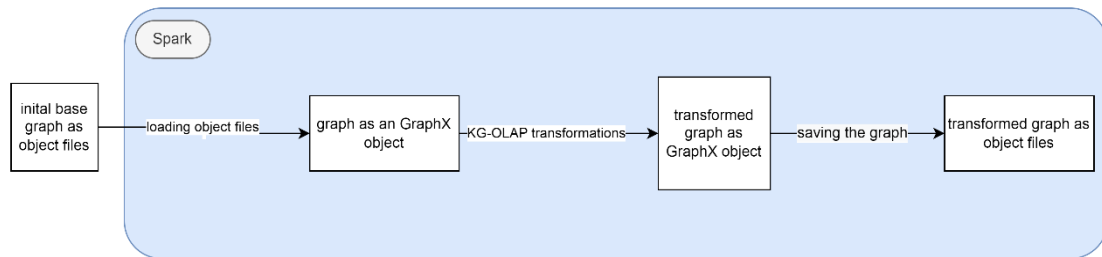 Spark
inital base
graph as
object files
loading object files
graph as an GraphX
object
KG-OLAP transformations
transformed
graph as
GraphX object
saving the graph
transformed graph as
object files